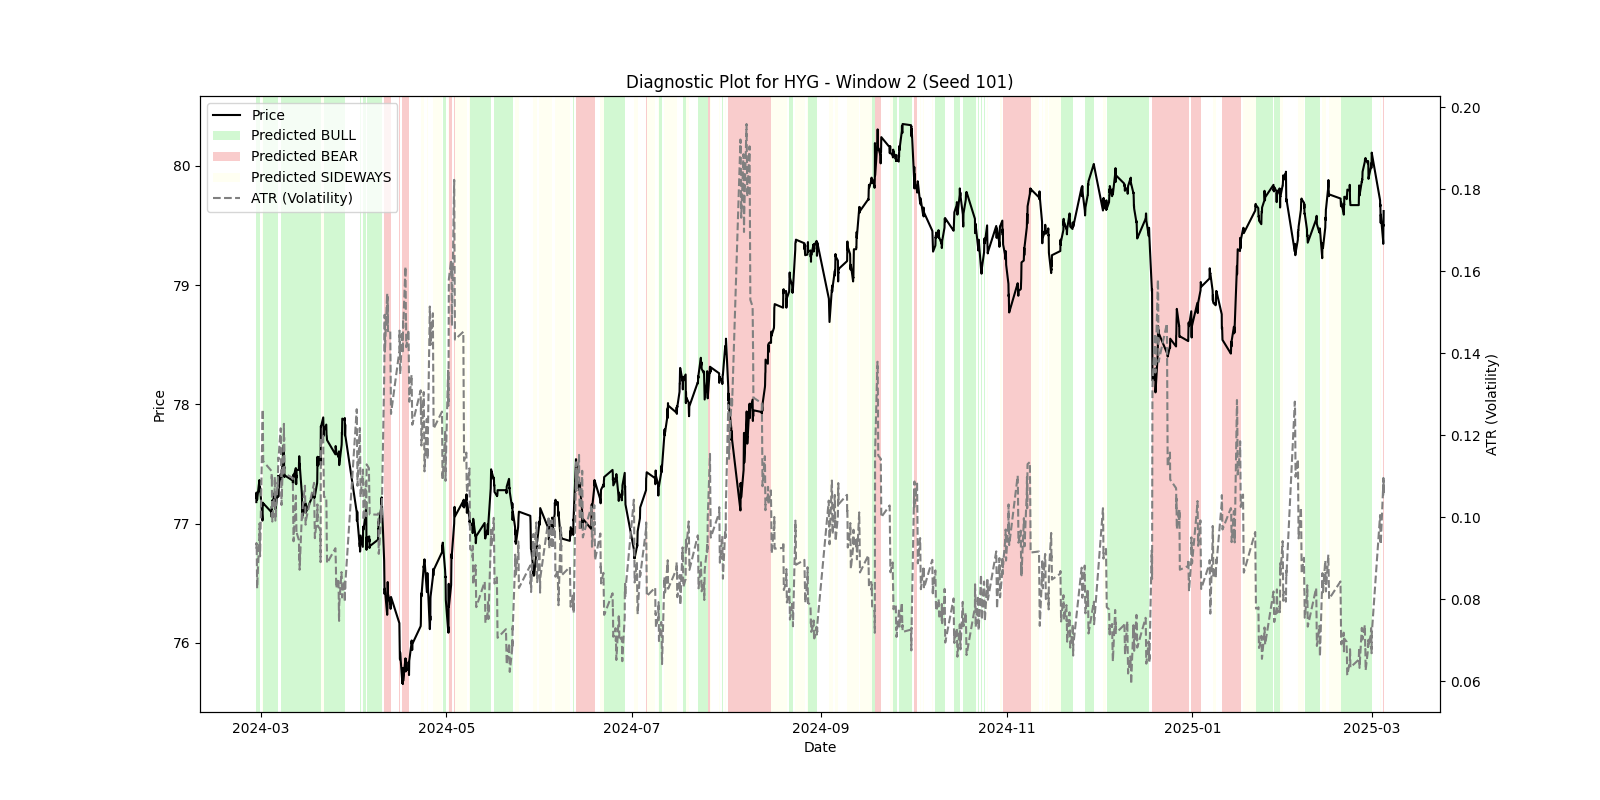 Diagnostic Plot for HYG - Window 2 (Seed 101)
Price
Predicted BULL
Predicted BEAR
Predicted SIDEWAYS
ATR (Volatility)
80
79
78
77
76
Price
0.20
0.18
0.16
0.14
0.12
0.10
0.08
0.06
ATR (Volatility)
2024-03
2024-05
2024-07
2024-09
2024-11
2025-01
2025-03
Date